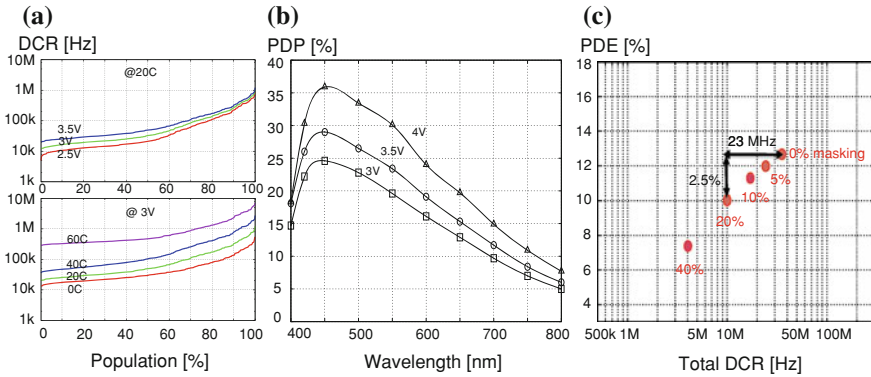 (a)
DCR [Hz]
10M
1M
100k
10k
1k
@20C
3.5V
3V
2.5V
0 20 40 60 80 100
10M
1M
100k
10k
1k
@ 3V
60C
40C
20C
0C
0 20 40 60 80 100
Population [%]
(b)
PDP [%]
40
35
30
25
20
15
10
5
0
4V
3.5V
3V
400 450 500 550 600 650 700 750 800
Wavelength [nm]
(c)
PDE [%]
18
16
14
12
10
8
6
4
23 MHz
0% masking
2.5%
5%
10%
20%
40%
500k 1M 5M 10M 50M 100M
Total DCR [Hz]